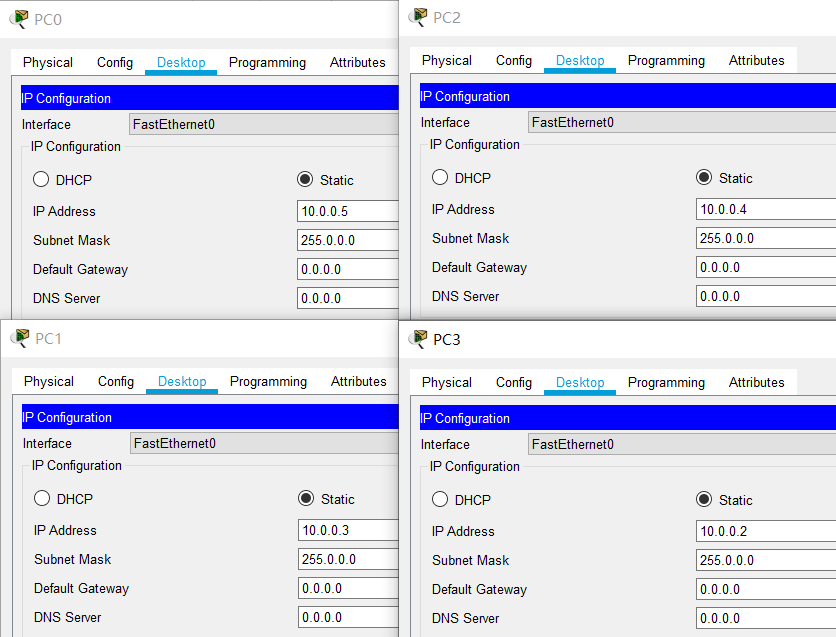 PC0
Physical Config Desktop Programming Attributes
IP Configuration
Interface FastEthernet0
IP Configuration
DHCP Static
IP Address 10.0.0.5
Subnet Mask 255.0.0.0
Default Gateway 0.0.0.0
DNS Server 0.0.0.0
PC2
Physical Config Desktop Programming Attributes
IP Configuration
Interface FastEthernet0
IP Configuration
DHCP Static
IP Address 10.0.0.4
Subnet Mask 255.0.0.0
Default Gateway 0.0.0.0
DNS Server 0.0.0.0
PC1
Physical Config Desktop Programming Attributes
IP Configuration
Interface FastEthernet0
IP Configuration
DHCP Static
IP Address 10.0.0.3
Subnet Mask 255.0.0.0
Default Gateway 0.0.0.0
DNS Server 0.0.0.0
PC3
Physical Config Desktop Programming Attributes
IP Configuration
Interface FastEthernet0
IP Configuration
DHCP Static
IP Address 10.0.0.2
Subnet Mask 255.0.0.0
Default Gateway 0.0.0.0
DNS Server 0.0.0.0